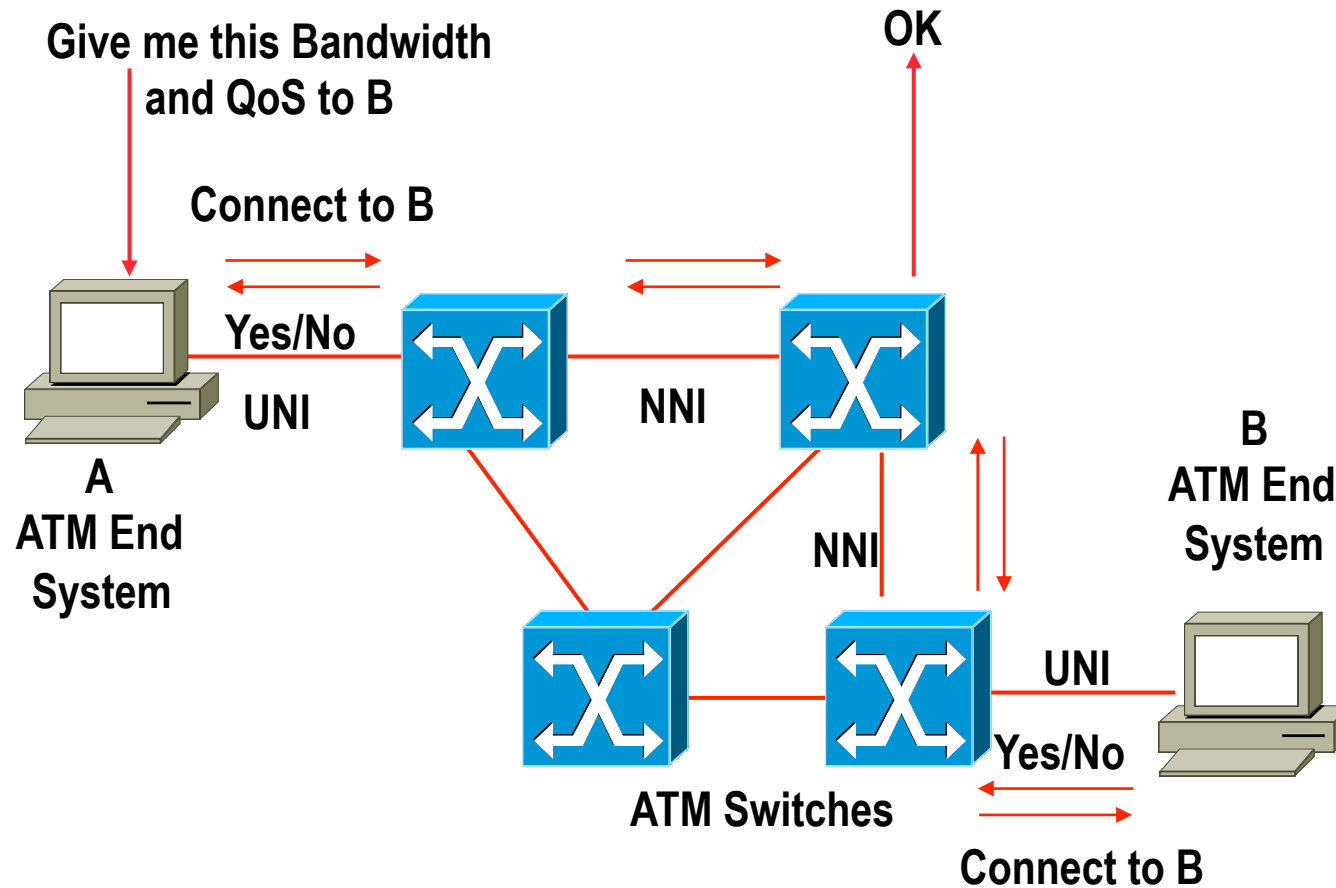 Give me this Bandwidth
and QoS to B
OK
Connect to B
Yes/No
UNI
NNI
A
ATM End
System
B
ATM End
System
NNI
UNI
Yes/No
ATM Switches
Connect to B